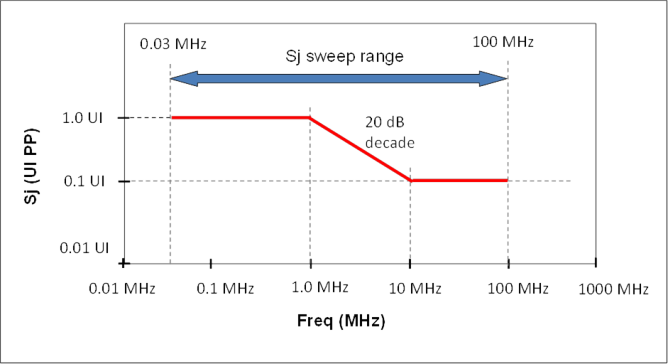 0.03 MHz
100 MHz
Sj sweep range
1.0 UI
20 dB
decade
Sj (UI PP)
0.1 UI
0.01 UI
0.01 MHz
0.1 MHz
1.0 MHz
10 MHz
100 MHz
1000 MHz
Freq (MHz)